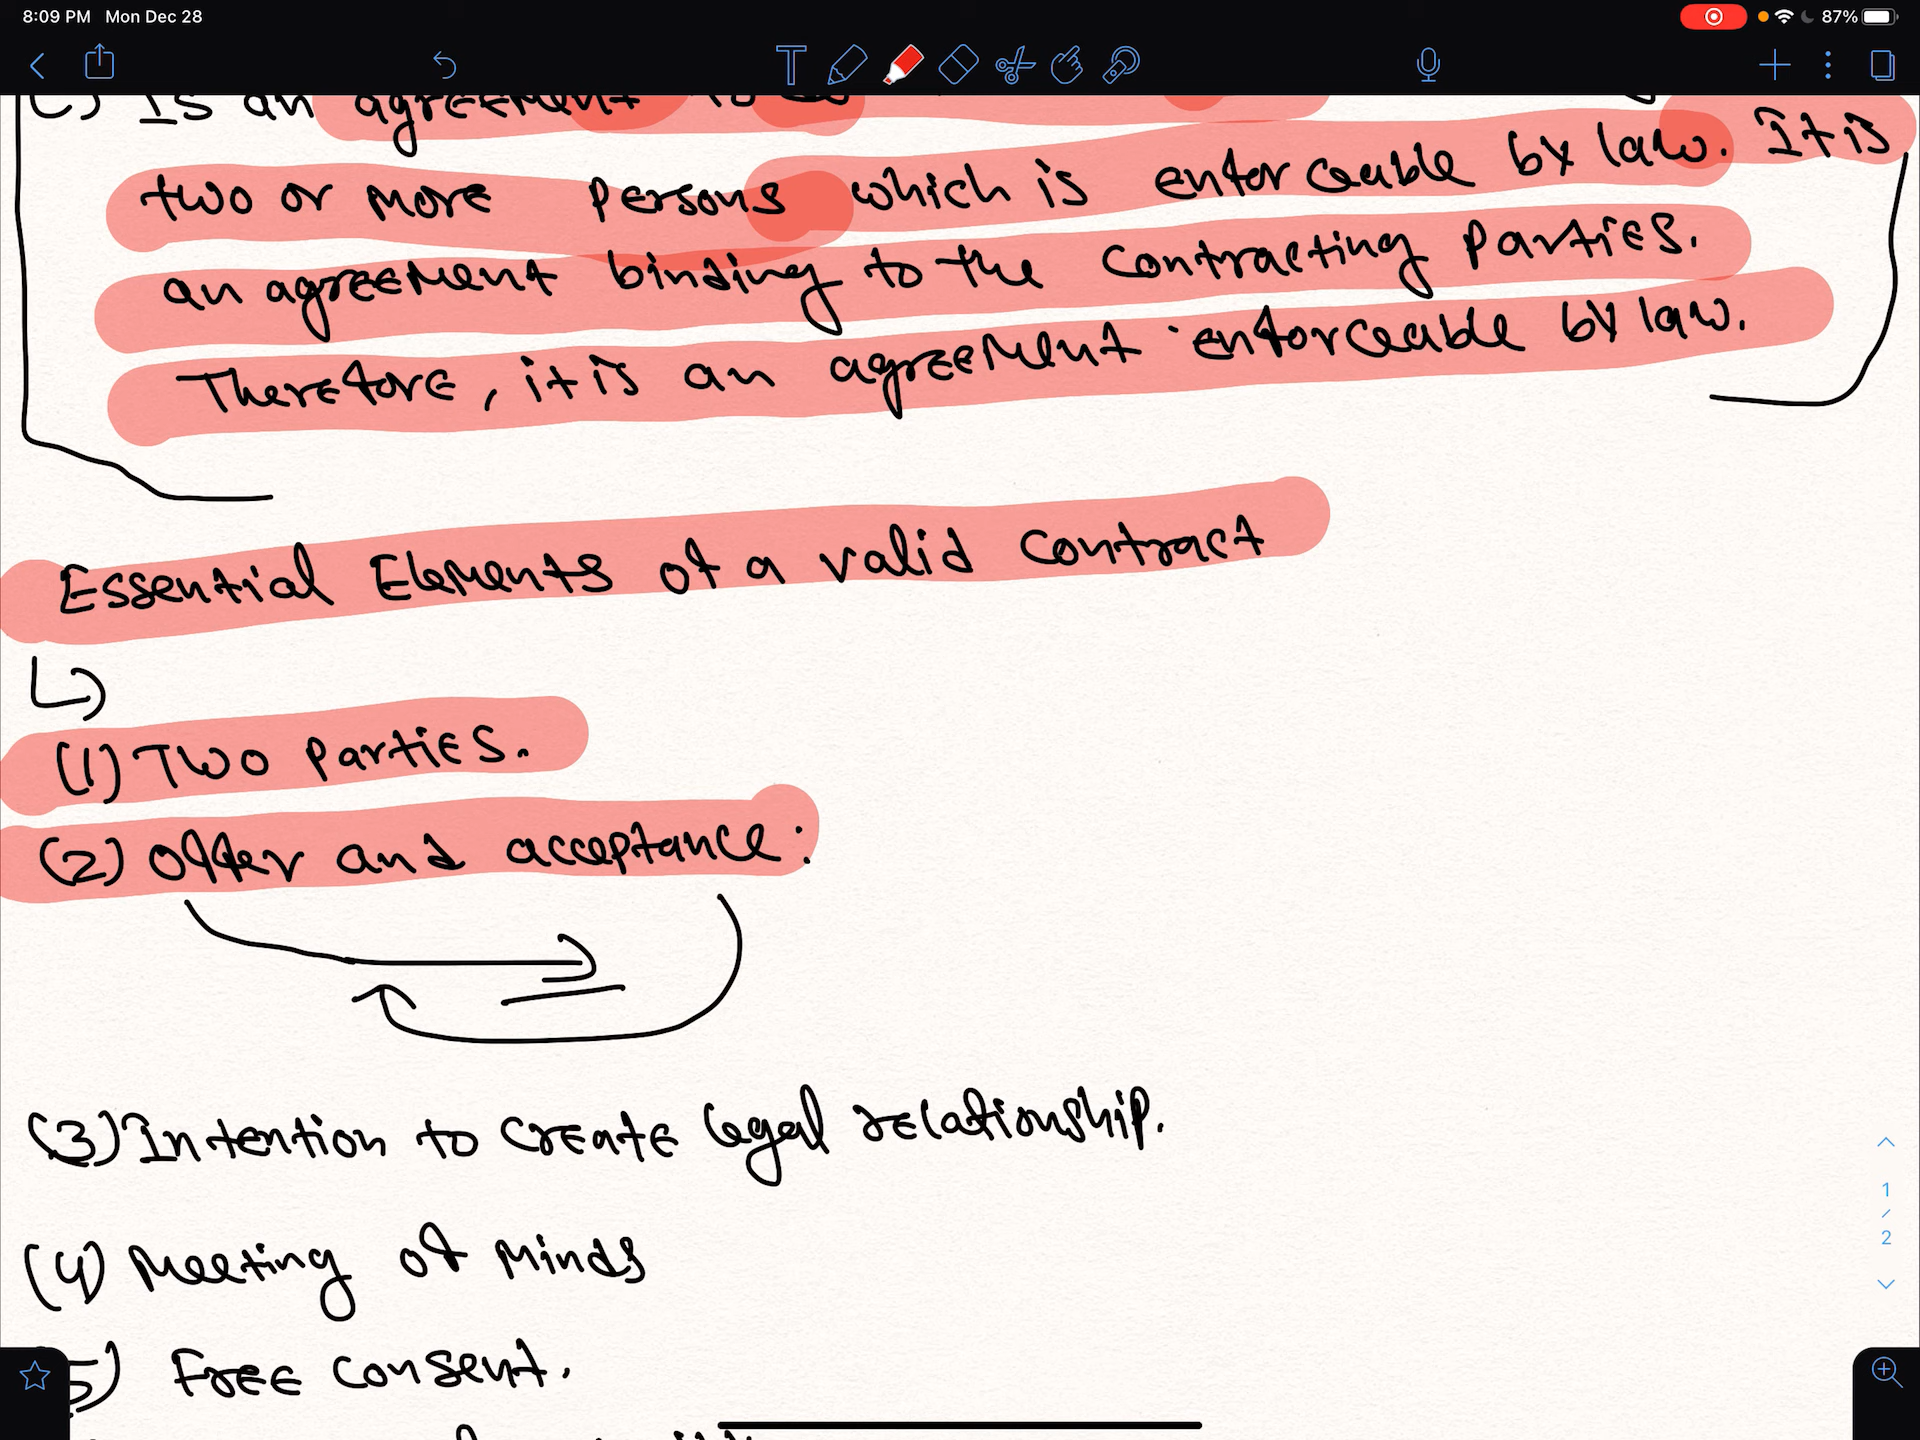 8:09 PM Mon Dec 28
87%
Is an agreement to do
two or more persons which is enforceable by law. It is
an agreement binding to the contracting parties.
Therefore, it is an agreement enforceable by law.
Essential Elements of a valid contract
(1) Two parties.
(2) Offer and acceptance:
(3) Intention to create legal relationship.
(4) Meeting of minds
5) Free consent.
1
/
2